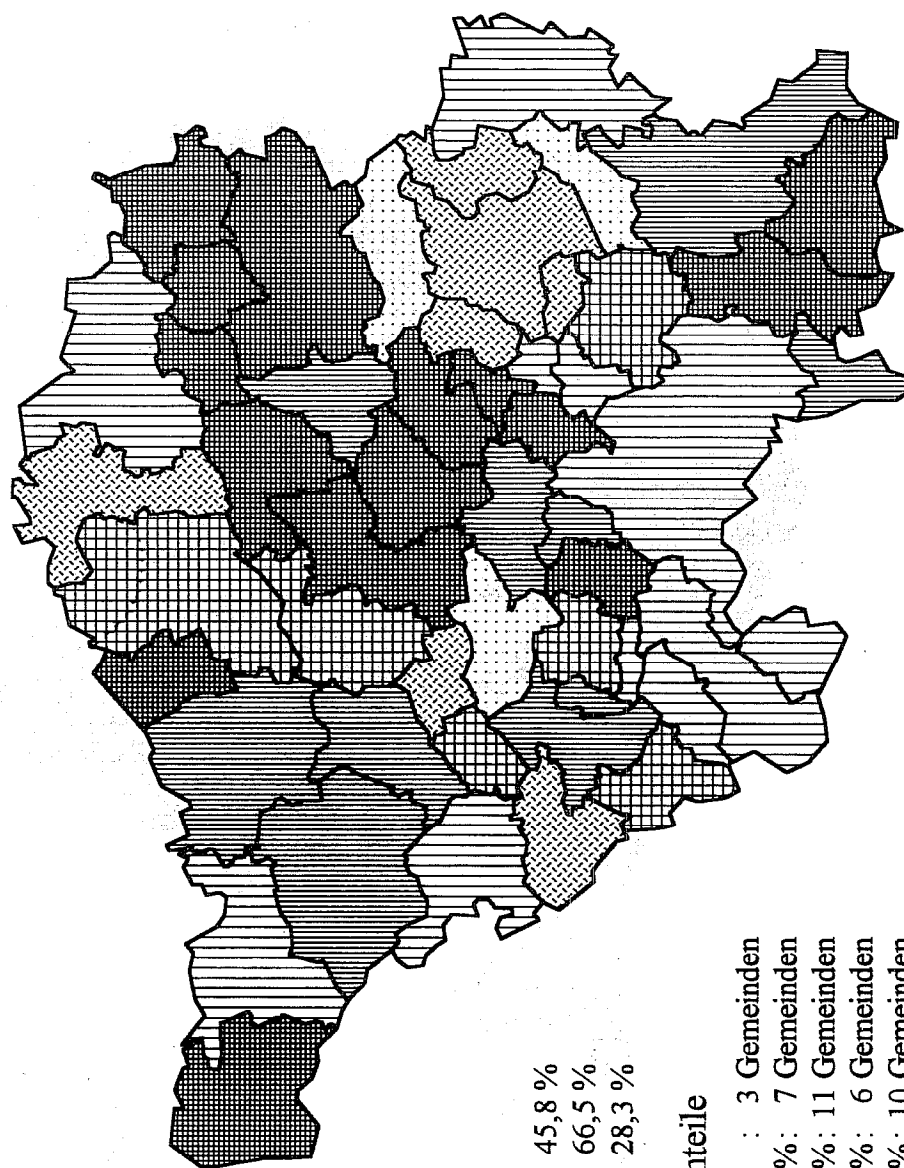 45,8 %
66,5 %
28,3 %
nteile
: 3 Gemeinden
%: 7 Gemeinden
%: 11 Gemeinden
%: 6 Gemeinden
%: 10 Gemeinden